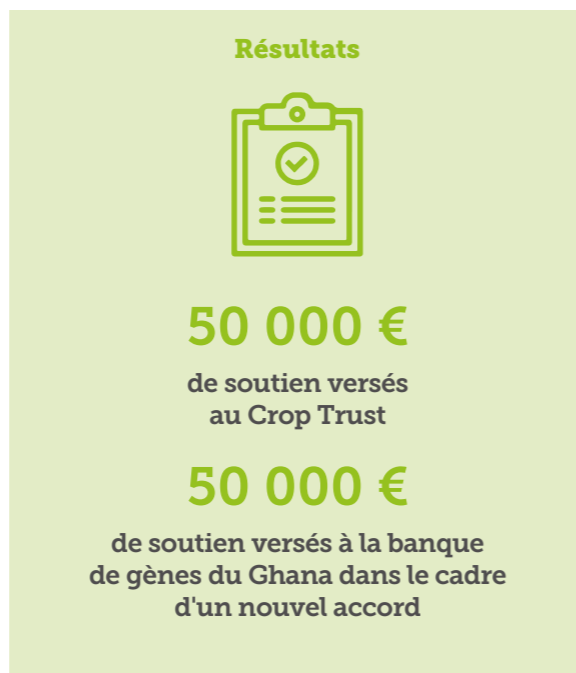 Résultats
50 000 €
de soutien versés
au Crop Trust
50 000 €
de soutien versés à la banque
de gènes du Ghana dans le cadre
d'un nouvel accord